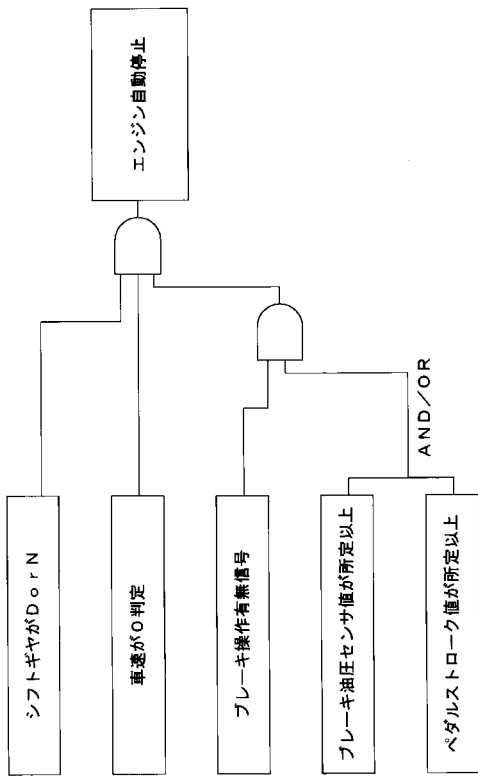 シフトギヤがDorN
車速が0判定
ブレーキ操作有無信号
ブレーキ油圧センサ値が所定以上
ペダルストローク値が所定以上
AND/OR
エンジン自動停止